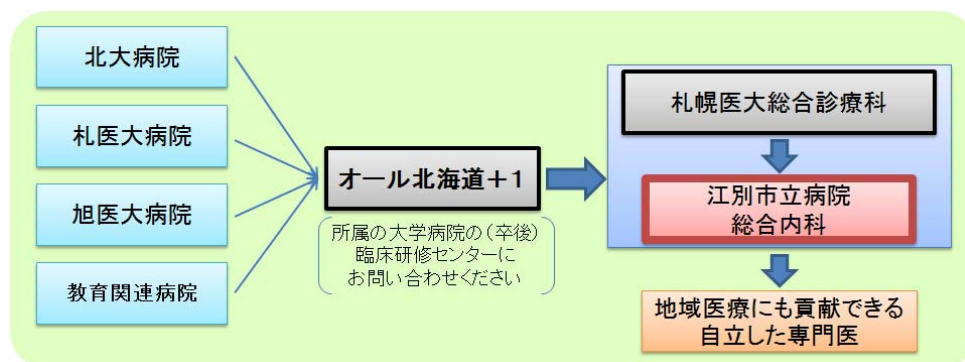 北大病院
札医大病院
旭医大病院
教育関連病院
オール北海道+1
所属の大学病院の(卒後)
臨床研修センターに
お問い合わせください
札幌医大総合診療科
江別市立病院
総合内科
地域医療にも貢献できる
自立した専門医